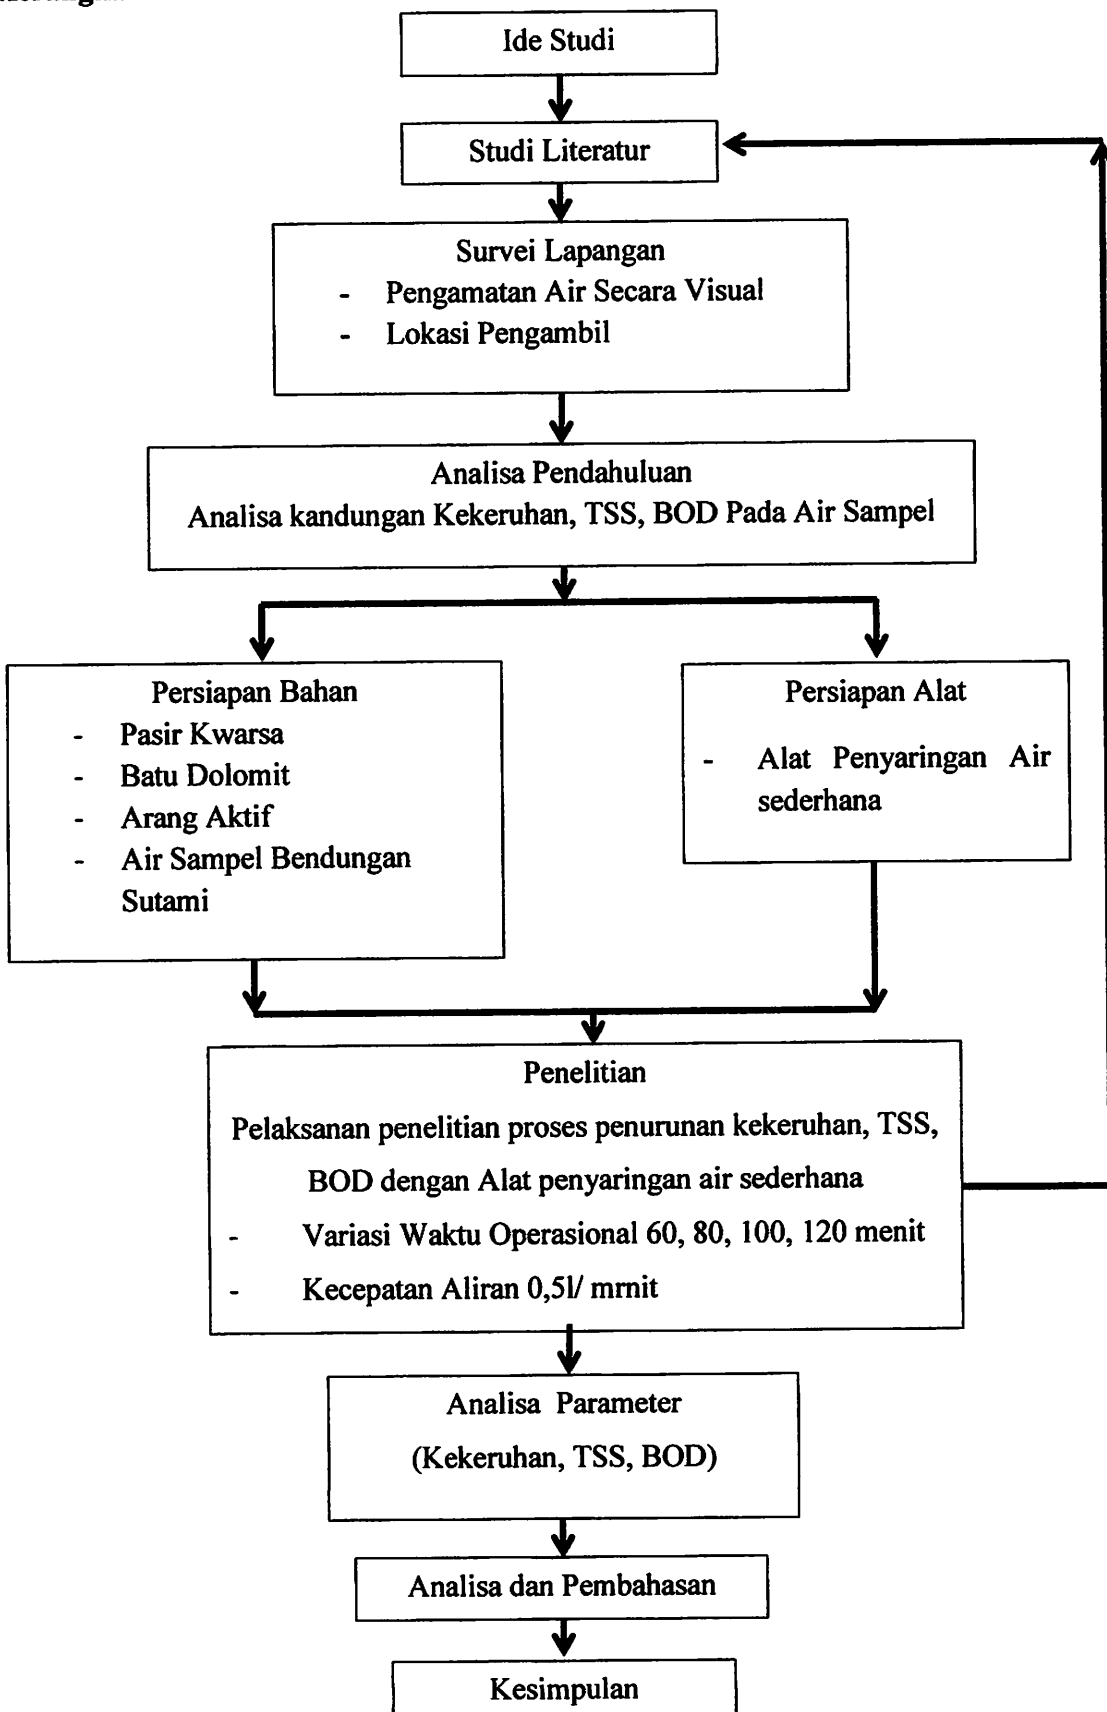 Ide Studi
Studi Literatur
Survei Lapangan
- Pengamatan Air Secara Visual
- Lokasi Pengambil
Analisa Pendahuluan
Analisa kandungan Kekeruhan, TSS, BOD Pada Air Sampel
Persiapan Bahan
- Pasir Kwarsa
- Batu Dolomit
- Arang Aktif
- Air Sampel Bendungan
Sutami
Persiapan Alat
- Alat Penyaringan Air
sederhana
Penelitian
Pelaksanan penelitian proses penurunan kekeruhan, TSS,
BOD dengan Alat penyaringan air sederhana
- Variasi Waktu Operasional 60, 80, 100, 120 menit
- Kecepatan Aliran 0,5l/ mrnit
Analisa Parameter
(Kekeruhan, TSS, BOD)
Analisa dan Pembahasan
Kesimpulan